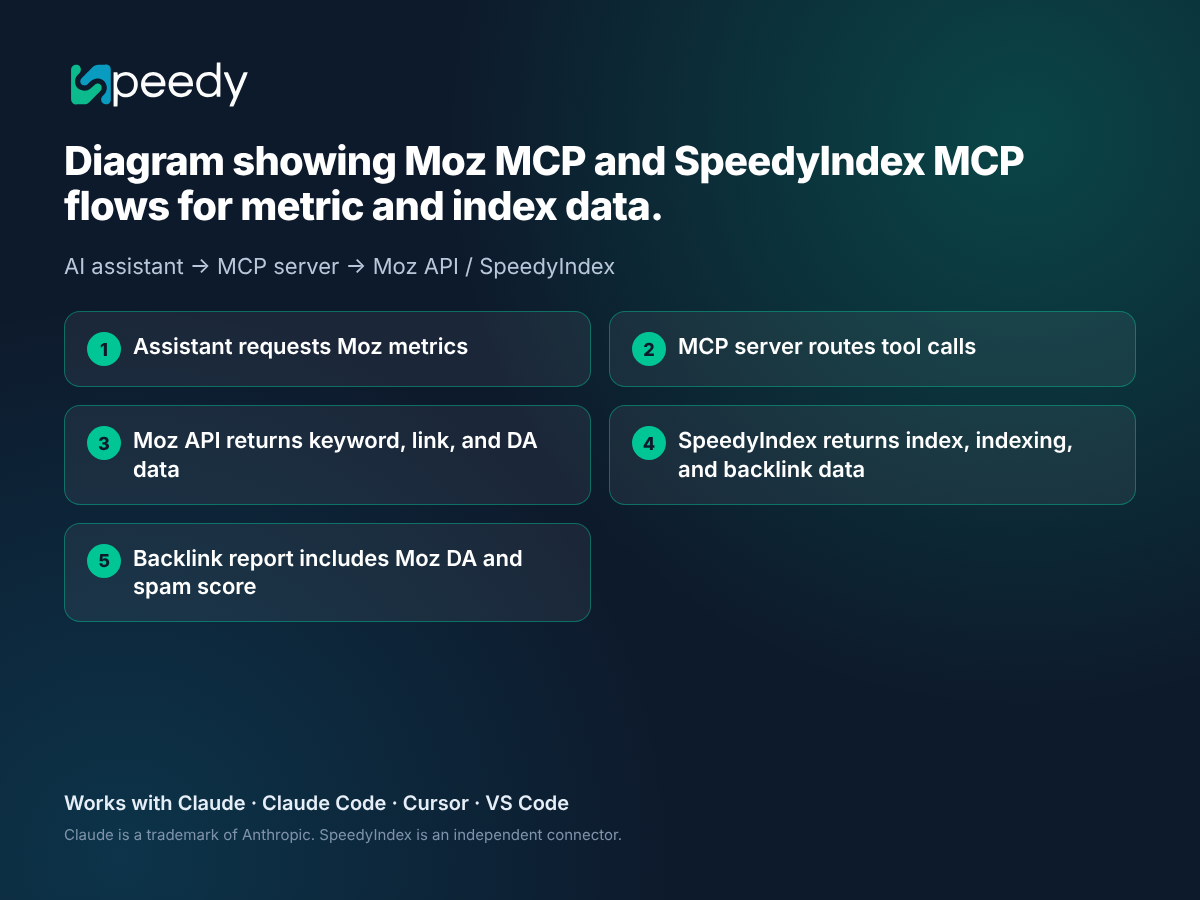 Speedy
Diagram showing Moz MCP and SpeedyIndex MCP
flows for metric and index data.
AI assistant → MCP server → Moz API / SpeedyIndex
1 Assistant requests Moz metrics
2 MCP server routes tool calls
3 Moz API returns keyword, link, and DA
data
4 SpeedyIndex returns index, indexing,
and backlink data
5 Backlink report includes Moz DA and
spam score
Works with Claude · Claude Code · Cursor · VS Code
Claude is a trademark of Anthropic. SpeedyIndex is an independent connector.